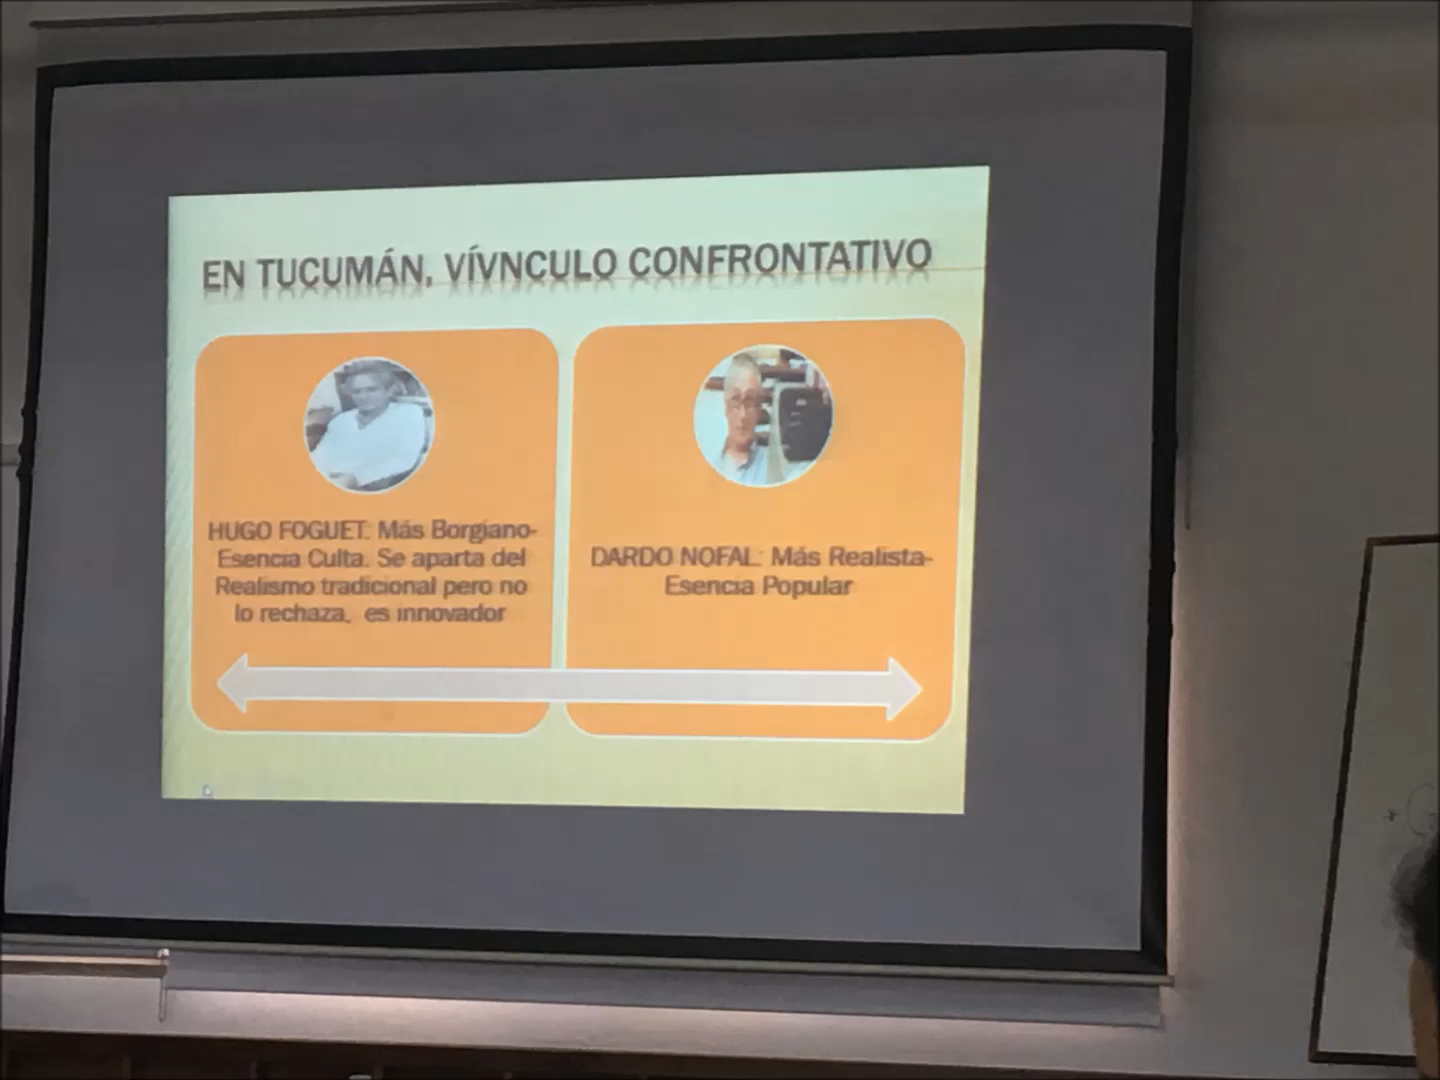 EN TUCUMÁN, VÍVNCULO CONFRONTATIVO
HUGO FOGUET: Más Borgiano-
Esencia Culta. Se aparta del
Realismo tradicional pero no
lo rechaza, es innovador
DARDO NOFAL: Más Realista-
Esencia Popular